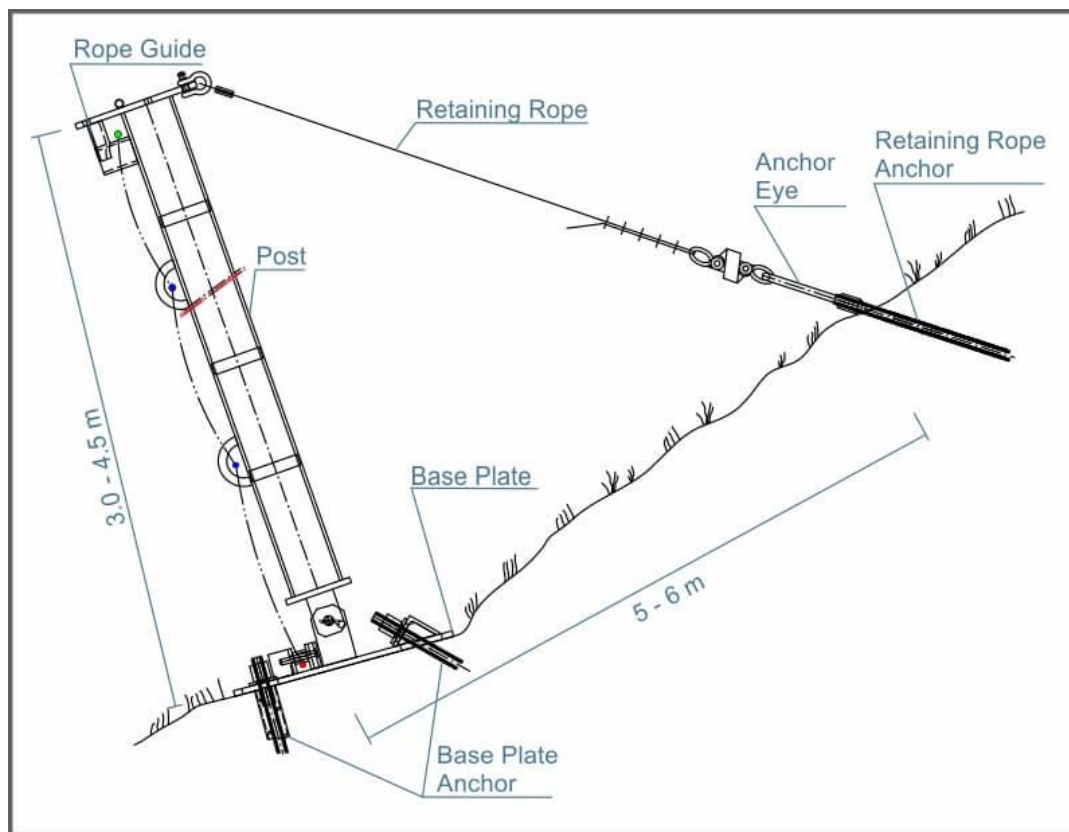 Rope Guide
Retaining Rope
Anchor
Eye
Retaining Rope
Anchor
Post
3.0 - 4.5 m
Base Plate
5 - 6 m
Base Plate
Anchor